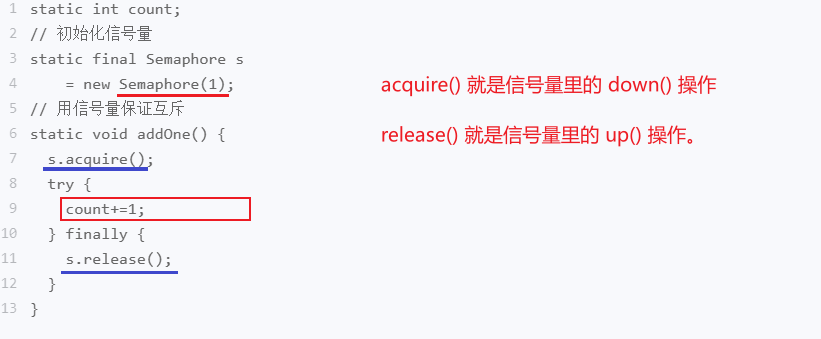 1 static int count;
2 // 初始化信号量
3 static final Semaphore s
4 = new Semaphore(1);
5 // 用信号量保证互斥
6 static void addOne() {
7 s.acquire();
8 try {
9 count+=1;
10 } finally {
11 s.release();
12 }
13 }
acquire() 就是信号量里的 down() 操作
release() 就是信号量里的 up() 操作。